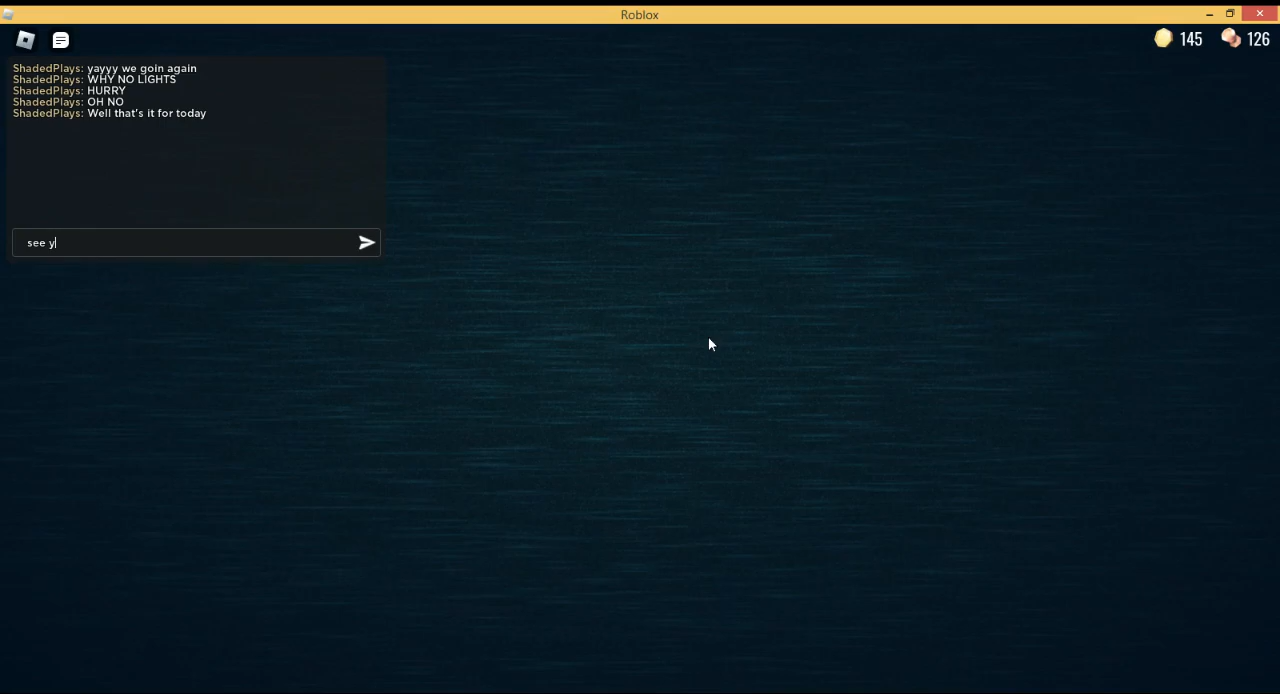 Roblox
145 126
ShadedPlays: yayyy we goin again
ShadedPlays: WHY NO LIGHTS
ShadedPlays: HURRY
ShadedPlays: OH NO
ShadedPlays: Well that's it for today
see y